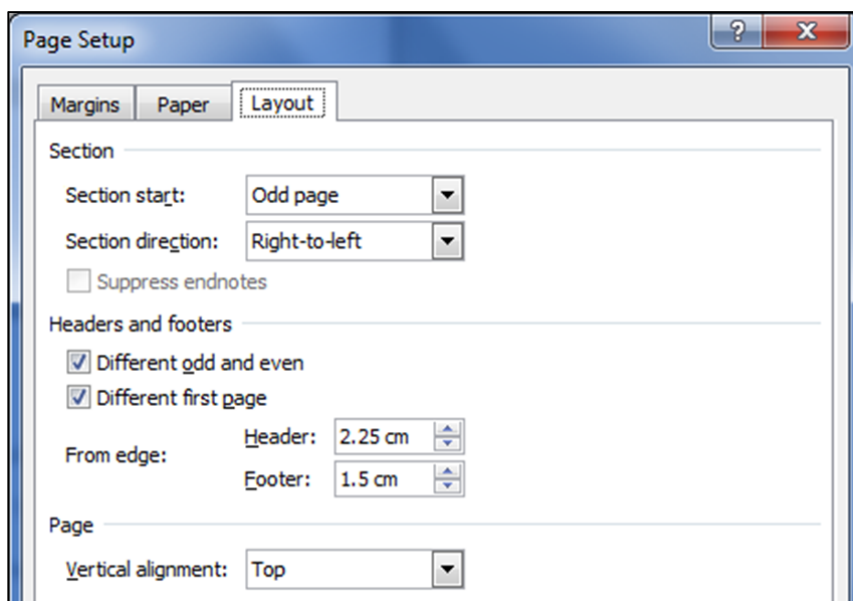 Page Setup
Margins Paper Layout
Section
Section start: Odd page
Section direction: Right-to-left
Suppress endnotes
Headers and footers
Different odd and even
Different first page
From edge:
Header: 2.25 cm
Footer: 1.5 cm
Page
Vertical alignment: Top